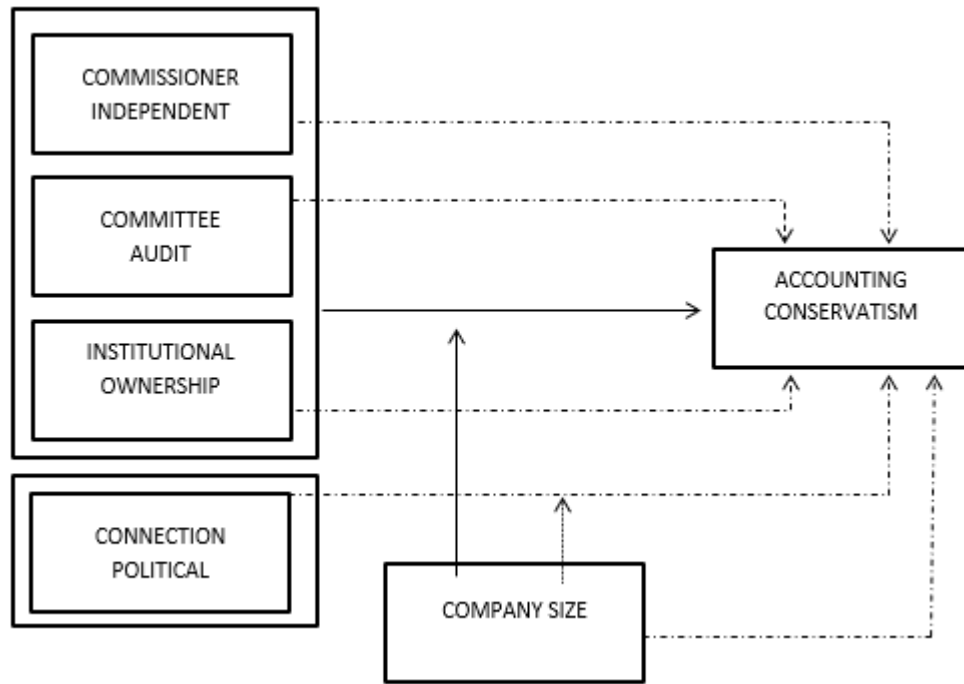 COMMISSIONER
INDEPENDENT
COMMITTEE
AUDIT
INSTITUTIONAL
OWNERSHIP
CONNECTION
POLITICAL
ACCOUNTING
CONSERVATISM
COMPANY SIZE